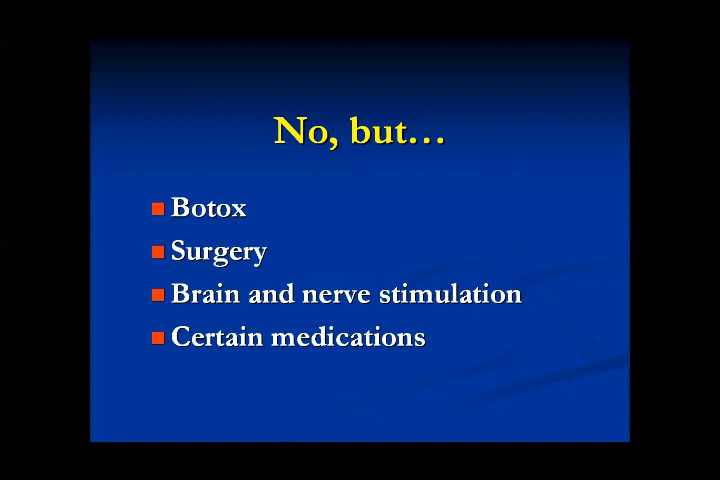 No, but…
Botox
Surgery
Brain and nerve stimulation
Certain medications